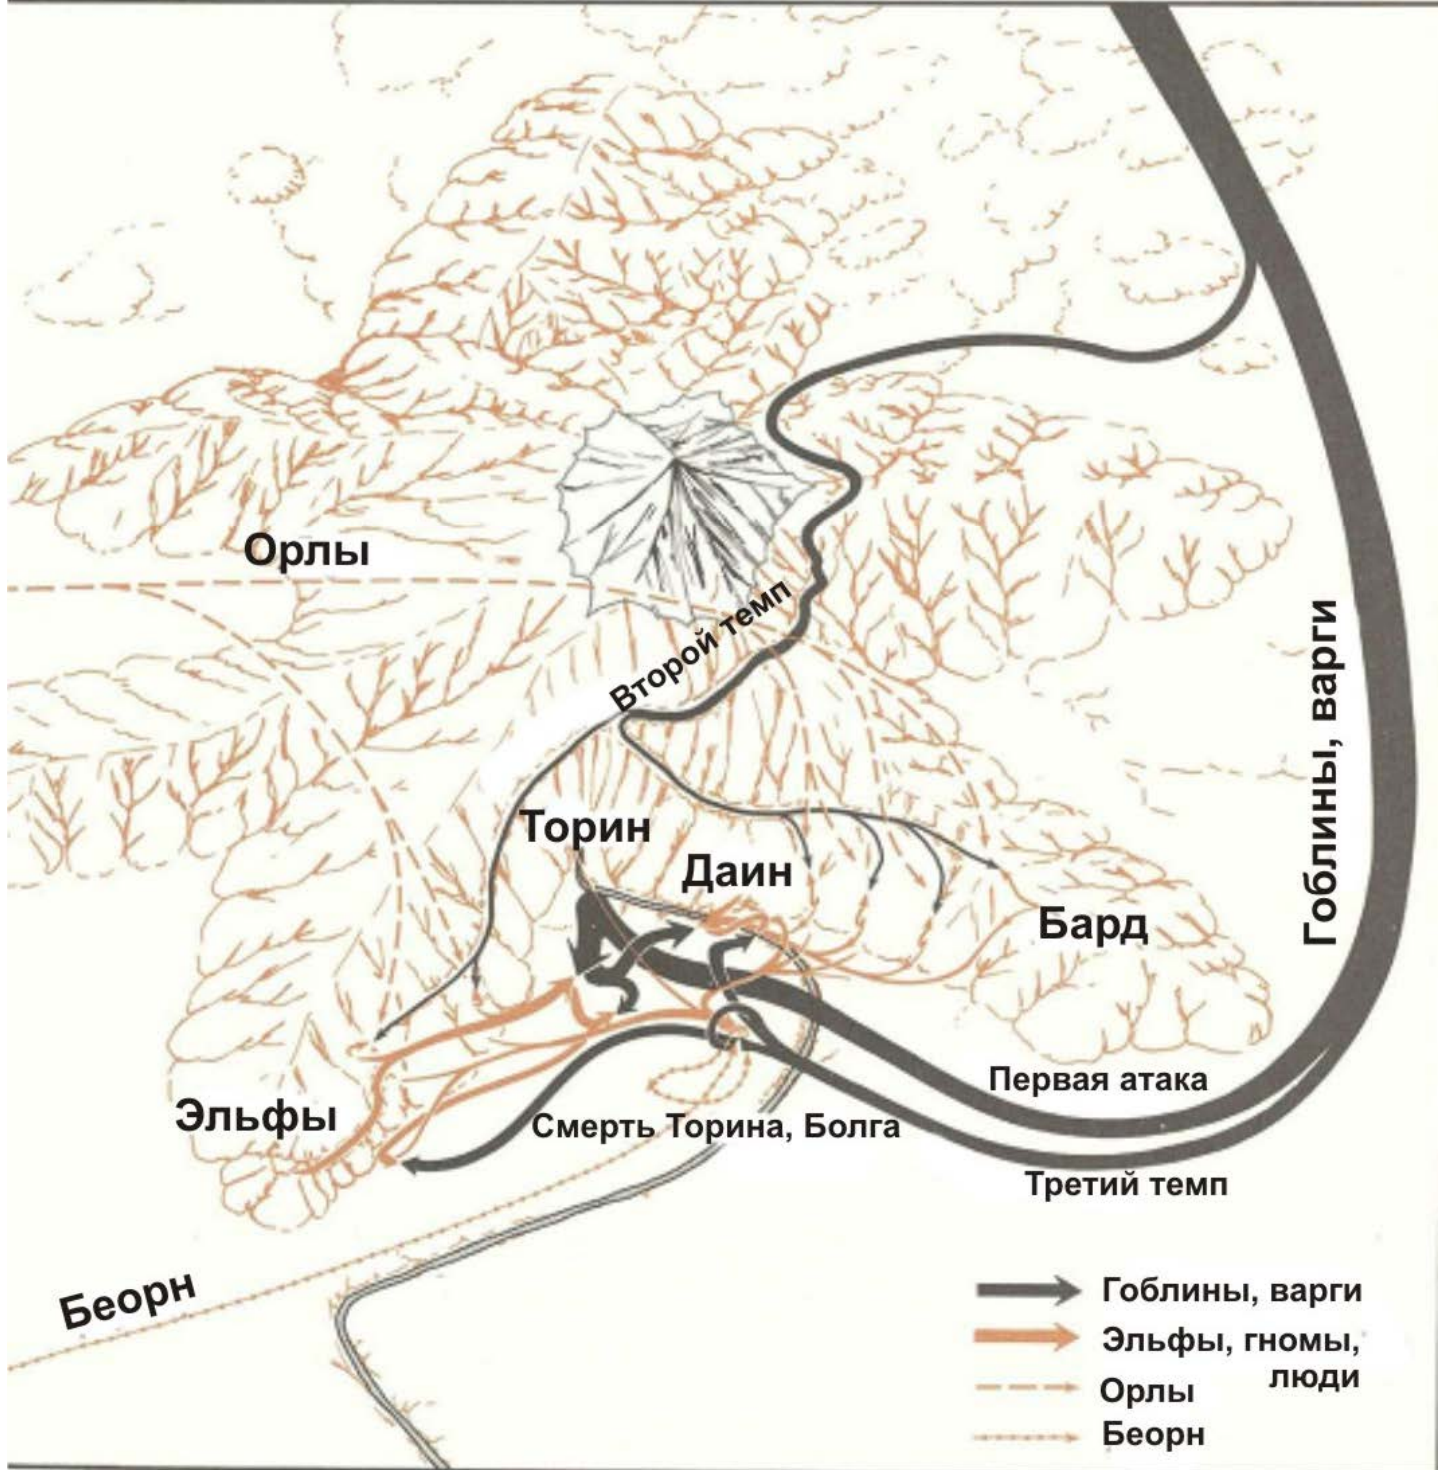 Орлы
Второй темп
Гоблины, варги
Торин
Даин
Бард
Первая атака
Эльфы
Смерть Торина, Болга
Третий темп
Беорн
Гоблины, варги
Эльфы, гномы,
люди
Орлы
Беорн